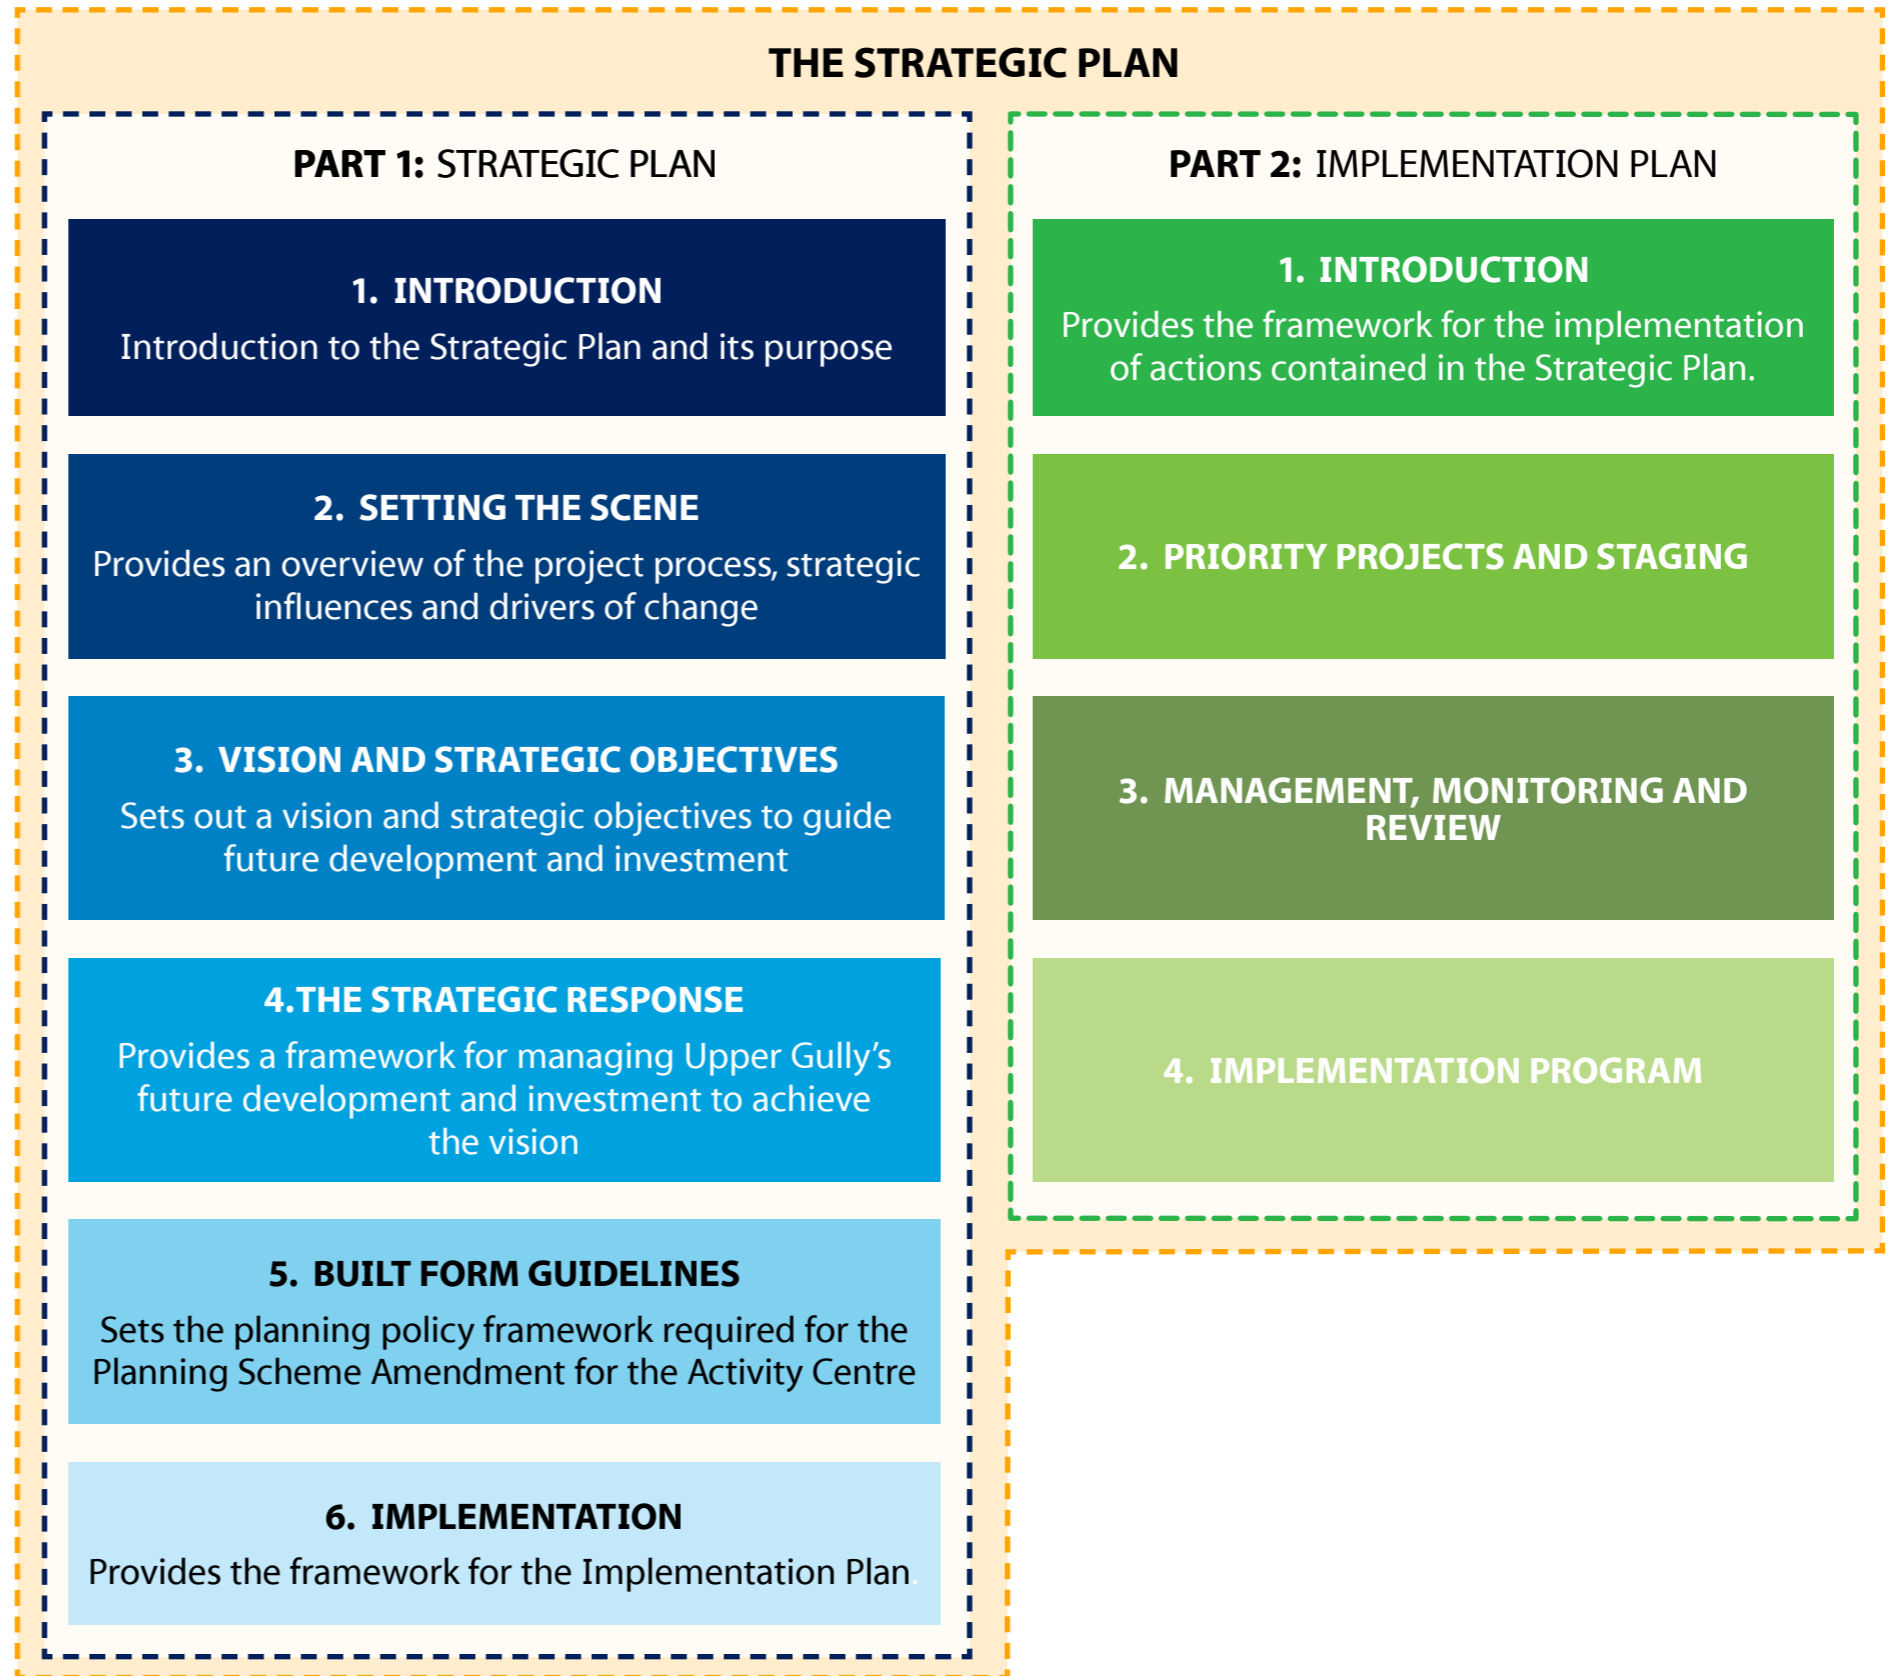 THE STRATEGIC PLAN
PART 1: STRATEGIC PLAN
1. INTRODUCTION
Introduction to the Strategic Plan and its purpose
2. SETTING THE SCENE
Provides an overview of the project process, strategic
influences and drivers of change
3. VISION AND STRATEGIC OBJECTIVES
Sets out a vision and strategic objectives to guide
future development and investment
4.THE STRATEGIC RESPONSE
Provides a framework for managing Upper Gully’s
future development and investment to achieve
the vision
5. BUILT FORM GUIDELINES
Sets the planning policy framework required for the
Planning Scheme Amendment for the Activity Centre
6. IMPLEMENTATION
Provides the framework for the Implementation Plan.
PART 2: IMPLEMENTATION PLAN
1. INTRODUCTION
Provides the framework for the implementation
of actions contained in the Strategic Plan.
2. PRIORITY PROJECTS AND STAGING
3. MANAGEMENT, MONITORING AND
REVIEW
4. IMPLEMENTATION PROGRAM